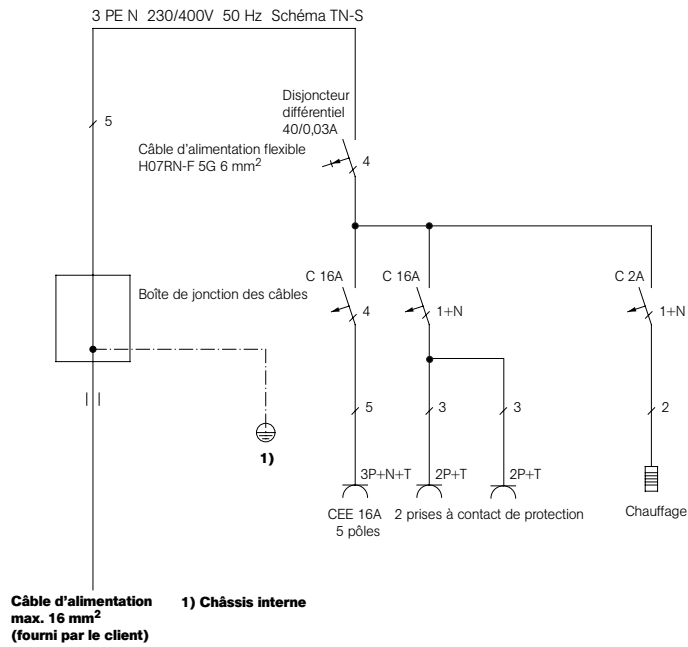 3 PE N 230/400V 50 Hz Schéma TN-S
Disjoncteur
différentiel
40/0,03A
5
Câble d'alimentation flexible
H07RN-F 5G 6 mm²
4
C 16A
C 16A
C 2A
Boîte de jonction des câbles
4
1+N
1+N
5
3
3
2
1)
3P+N+T
2P+T
2P+T
CEE 16A
5 pôles
2 prises à contact de protection
Chauffage
Câble d'alimentation
max. 16 mm²
(fourni par le client)
1) Châssis interne